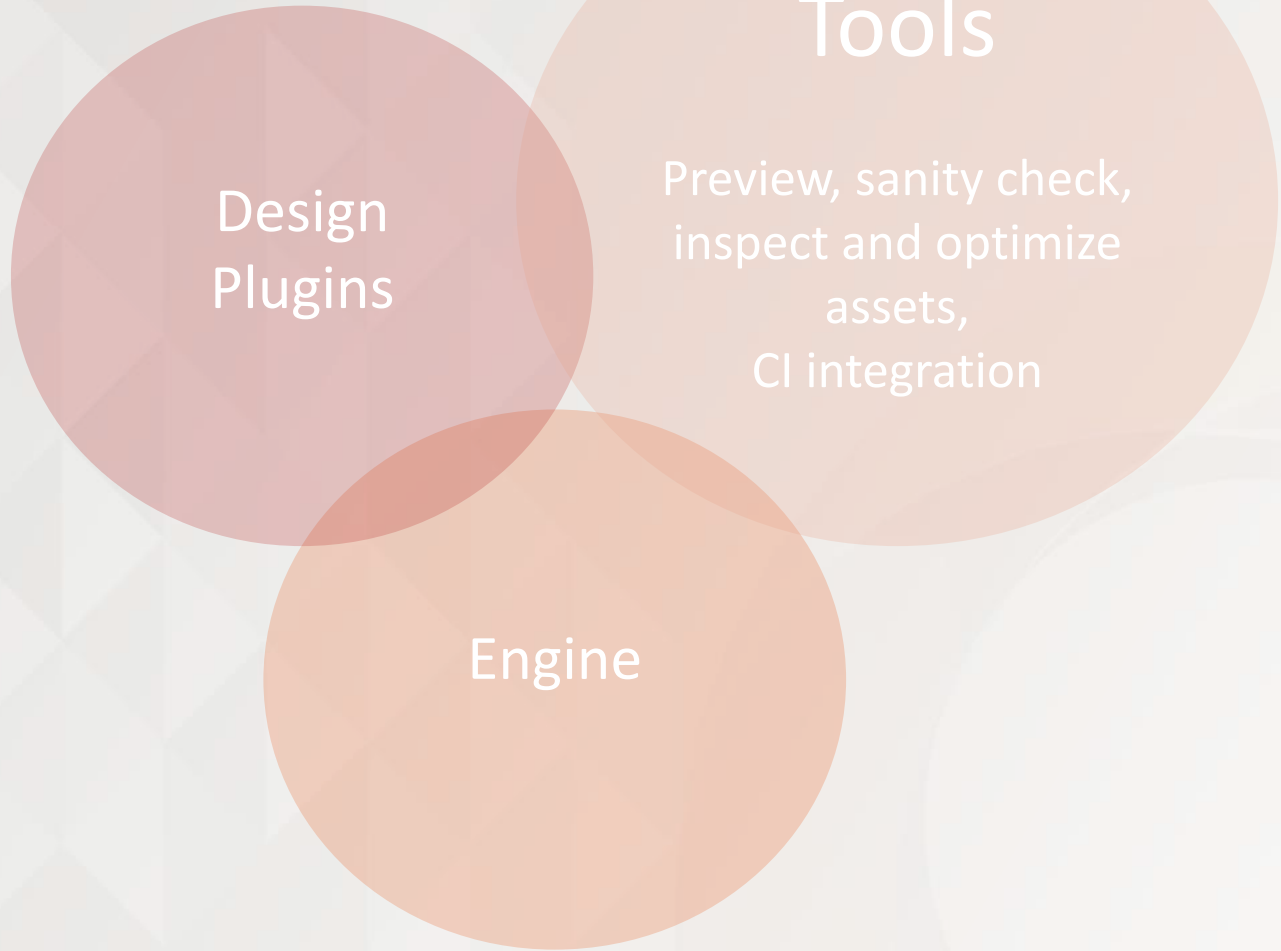 Tools
Preview, sanity check,
inspect and optimize
assets,
CI integration
Design
Plugins
Engine